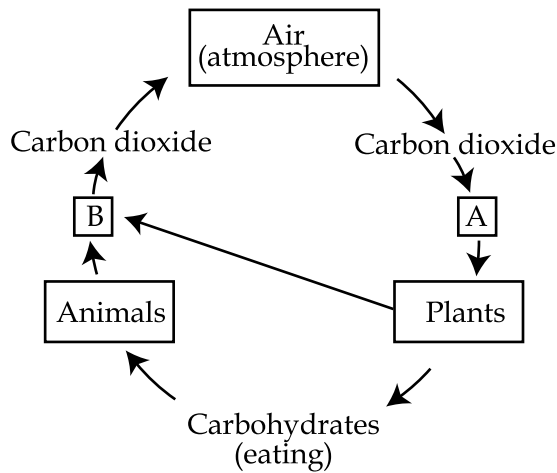 Air
(atmosphere)
Carbon dioxide
Carbon dioxide
B
A
Animals
Plants
Carbohydrates
(eating)